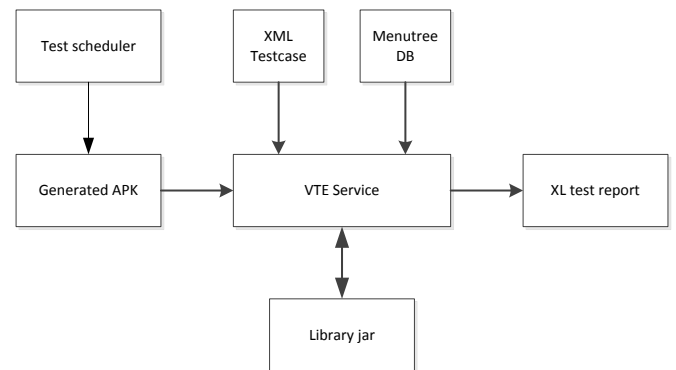 Test scheduler
XML
Testcase
Menutree
DB
Generated APK
VTE Service
XL test report
Library jar